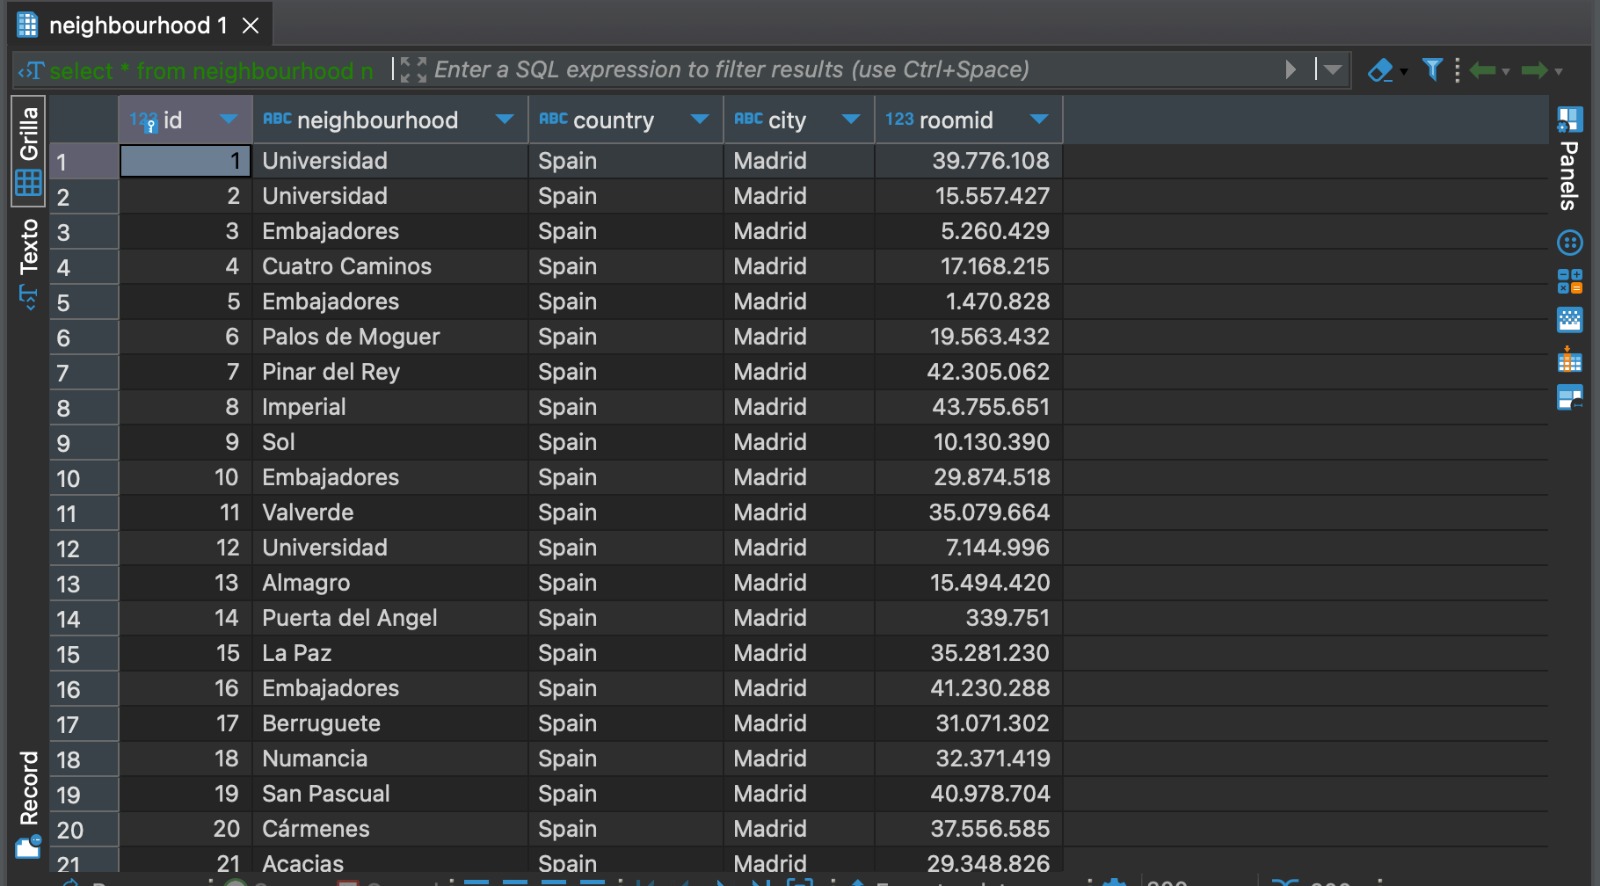 neighbourhood 1
select * from neighbourhood n Enter a SQL expression to filter results (use Ctrl+Space)
Grilla
Texto
Record
Panels
123 id ABC neighbourhood ABC country ABC city 123 roomid
1 1 Universidad Spain Madrid 39.776.108
2 2 Universidad Spain Madrid 15.557.427
3 3 Embajadores Spain Madrid 5.260.429
4 4 Cuatro Caminos Spain Madrid 17.168.215
5 5 Embajadores Spain Madrid 1.470.828
6 6 Palos de Moguer Spain Madrid 19.563.432
7 7 Pinar del Rey Spain Madrid 42.305.062
8 8 Imperial Spain Madrid 43.755.651
9 9 Sol Spain Madrid 10.130.390
10 10 Embajadores Spain Madrid 29.874.518
11 11 Valverde Spain Madrid 35.079.664
12 12 Universidad Spain Madrid 7.144.996
13 13 Almagro Spain Madrid 15.494.420
14 14 Puerta del Angel Spain Madrid 339.751
15 15 La Paz Spain Madrid 35.281.230
16 16 Embajadores Spain Madrid 41.230.288
17 17 Berruguete Spain Madrid 31.071.302
18 18 Numancia Spain Madrid 32.371.419
19 19 San Pascual Spain Madrid 40.978.704
20 20 Cármenes Spain Madrid 37.556.585
21 21 Acacias Spain Madrid 29.348.826